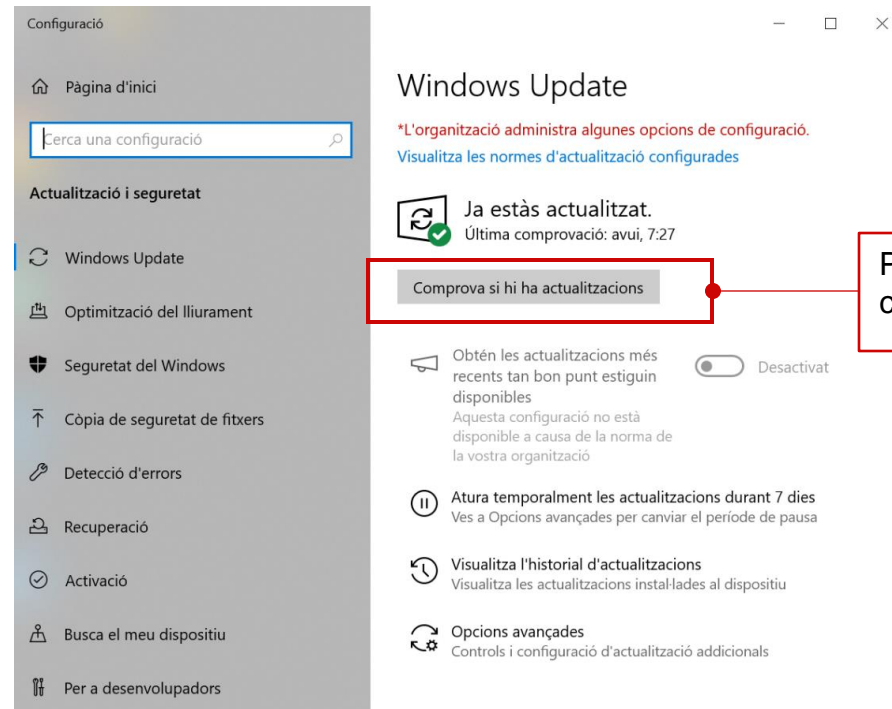 Configuració
Pàgina d'inici
Cerca una configuració
Actualització i seguretat
Windows Update
Optimització del lliurament
Seguretat del Windows
Còpia de seguretat de fitxers
Detecció d'errors
Recuperació
Activació
Busca el meu dispositiu
Per a desenvolupadors
Windows Update
*L'organització administra algunes opcions de configuració.
Visualitza les normes d'actualització configurades
Ja estàs actualitzat.
Última comprovació: avui, 7:27
Comprova si hi ha actualitzacions
Obtén les actualitzacions més
recents tan bon punt estiguin
disponibles
Desactivat
Aquesta configuració no està
disponible a causa de la norma de
la vostra organització
Atura temporalment les actualitzacions durant 7 dies
Ves a Opcions avançades per canviar el període de pausa
Visualitza l'historial d'actualitzacions
Visualitza les actualitzacions instal·lades al dispositiu
Opcions avançades
Controls i configuració d'actualització addicionals